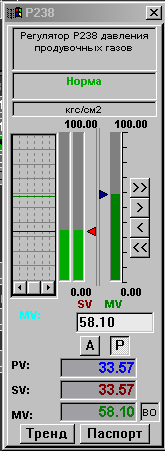 P238
Регулятор P238 давления
продувочных газов
Норма
кгс/см2
100.00 100.00
>>
>
<
<<
0.00 0.00
SV MV
MV:
58.10
А Р
PV: 33.57
SV: 33.57
MV: 58.10 ВО
Тренд Паспорт